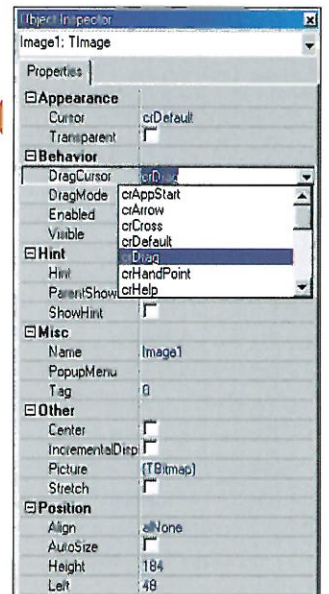 Object Inspector
Image1: TImage
Properties
Appearance
Cursor crDefault
Transparent
Behavior
DragCursor crDrag
DragMode crAppStart
Enabled crArrow
crCross
Visible crDefault
Hint crDrag
Hint crHandPoint
ParentShow crHelp
ShowHint
Misc
Name Image1
PopupMenu
Tag 0
Other
Center
IncrementalDisp
Picture (TBitmap)
Stretch
Position
Align alNone
AutoSize
Height 184
Left 48